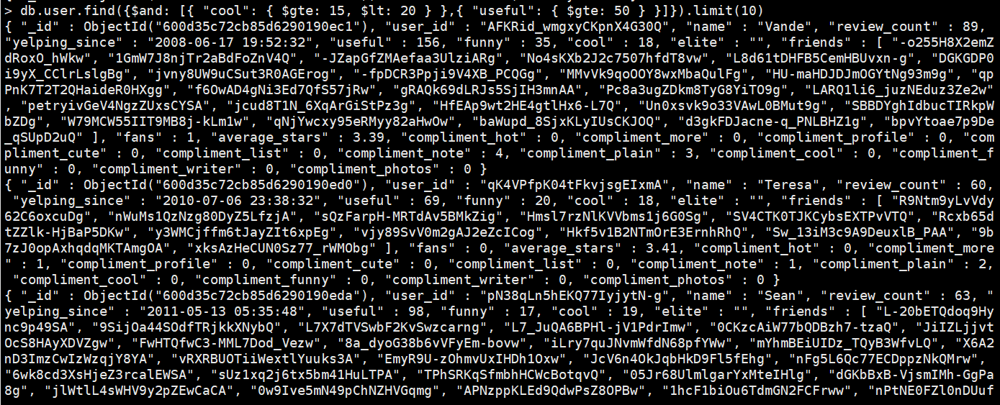 > db.user.find({$and: [{ "cool": { $gte: 15, $lt: 20 } },{ "useful": { $gte: 50 } }]}).limit(10)
{ "_id" : ObjectId("600d35c72cb85d6290190ec1"), "user_id" : "AFKRid_wmgxyCKpnX4G30Q", "name" : "Vande", "review_count" : 89,
"yelping_since" : "2008-06-17 19:52:32", "useful" : 156, "funny" : 35, "cool" : 18, "elite" : "", "friends" : [ "-o255H8X2emZ
dRoxO_hWkw", "1GmW7J8njTr2aBdFoZnV4Q", "-JZapGfZMAefaa3UlziARg", "No4sKXb2J2c7507hfdT8vw", "L8d61tDHFB5CemHBUvxn-g", "DGKGDP0
i9yX_CClrLslgBg", "jvny8UW9uCSut3R0AGErog", "-fpDCR3Ppji9V4XB_PCQGg", "MMvVk9qoOOY8wxMbaQulFg", "HU-maHDJDJmOGYtNg93m9g", "qp
PnK7T2T2QHaideR0HXgg", "f6OwAD4gNi3Ed7QfS57jRw", "gRAQk69dLRJs5SjIH3mnAA", "Pc8a3ugZDkm8TyG8YiTO9g", "LARQ1li6_juzNEduz3Ze2w"
, "petryivGeV4NgzZUxsCYSA", "jcud8T1N_6XqArGiStPz3g", "HfEAp9wt2HE4gtlHx6-L7Q", "Un0xsvk9o33VAwL0BMut9g", "SBBDYghIdbucTIRkpW
bZDg", "W79MCW55IIT9MB8j-kLm1w", "qNjYwcxy95eRMyy82aHwOw", "baWupd_8SjxKLyIUsCKJOQ", "d3gkFDJacne-q_PNLBHZ1g", "bpvYtoae7p9De
_qSUpD2uQ" ], "fans" : 1, "average_stars" : 3.39, "compliment_hot" : 0, "compliment_more" : 0, "compliment_profile" : 0, "com
pliment_cute" : 0, "compliment_list" : 0, "compliment_note" : 4, "compliment_plain" : 3, "compliment_cool" : 0, "compliment_f
unny" : 0, "compliment_writer" : 0, "compliment_photos" : 0 }
{ "_id" : ObjectId("600d35c72cb85d6290190ed0"), "user_id" : "qK4VPfpK04tFkvjsgEIxmA", "name" : "Teresa", "review_count" : 60,
 "yelping_since" : "2010-07-06 23:38:32", "useful" : 69, "funny" : 20, "cool" : 18, "elite" : "", "friends" : [ "R9Ntm9yLvVdy
62C6oxcuDg", "nWuMs1QzNzg80DyZ5LfzjA", "sQzFarpH-MRTdAv5BMkZig", "Hmsl7rzNlKVVbms1j6G0Sg", "SV4CTK0TJKCybsEXTPvVTQ", "Rcxb65d
tZZlk-HjBaP5DKw", "y3WMCjffm6tJayZIt6xpEg", "vjy89SvV0m2gAJ2eZcICog", "Hkf5v1B2NTmOrE3ErnhRhQ", "Sw_13iM3c9A9DeuxlB_PAA", "9b
7zJ0opAxhqdqMKTAmgOA", "xksAzHeCUN0Sz77_rWMObg" ], "fans" : 0, "average_stars" : 3.41, "compliment_hot" : 0, "compliment_more
" : 1, "compliment_profile" : 0, "compliment_cute" : 0, "compliment_list" : 0, "compliment_note" : 1, "compliment_plain" : 2,
 "compliment_cool" : 0, "compliment_funny" : 0, "compliment_writer" : 0, "compliment_photos" : 0 }
{ "_id" : ObjectId("600d35c72cb85d6290190eda"), "user_id" : "pN38qLn5hEKQ77IyjytN-g", "name" : "Sean", "review_count" : 63, "
yelping_since" : "2011-05-13 05:35:48", "useful" : 98, "funny" : 17, "cool" : 19, "elite" : "", "friends" : [ "L-20bETQdoq9Hy
nc9p49SA", "9SijOa44SOdfTRjkkXNybQ", "L7X7dTVSwbF2KvSwzcarng", "L7_JuQA6BPHl-jV1PdrImw", "0CKzcAiW77bQDBzh7-tzaQ", "JiIZLjjvt
OcS8HAyXDVZgw", "FwHTQfwC3-MML7Dod_Vezw", "8a_dyoG38b6vVFyEm-bovw", "iLry7quJNvmWfdN68pfYWw", "mYhmBEiUIDz_TQyB3WfvLQ", "X6A2
nD3ImzCwIzWzqjY8YA", "vRXRBUOTiiWextlYuuks3A", "EmyR9U-zOhmvUxIHDh1Oxw", "JcV6n4OkJqbHkD9Fl5fEhg", "nFg5L6Qc77ECDppzNkQMrw",
"6wk8cd3XsHjeZ3rcalEWSA", "sUz1xq2j6tx5bm41HuLTPA", "TPhSRKqSfmbhHCWcBotqvQ", "05Jr68UlmlgarYxMteIHlg", "dGKbBxB-VjsmIMh-GgPa
8g", "jlWtlL4sWHV9y2pZEwCaCA", "0w9Ive5mN49pChNZHVGqmg", "APNzppKLEd9QdwPsZ8OPBw", "1hcF1biOu6TdmGN2FCFrww", "nPtNE0FZl0nDUuf